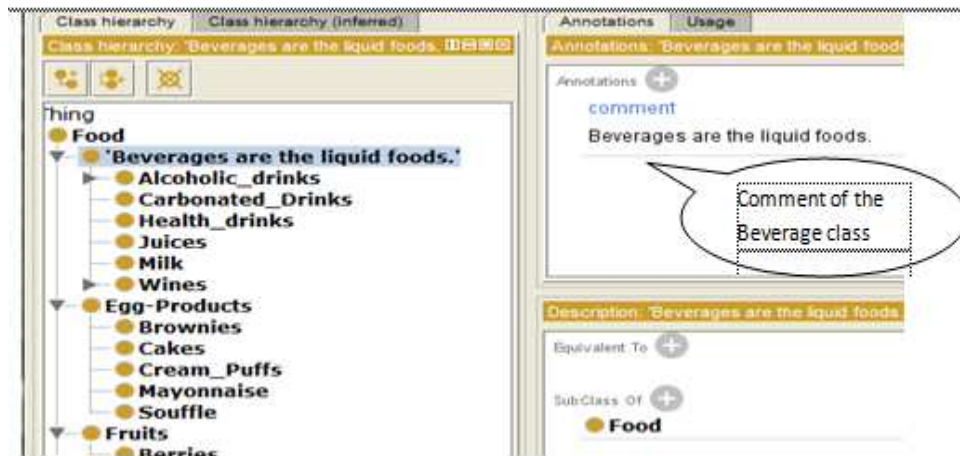 Class hierarchy Class hierarchy (inferred)
Class hierarchy: 'Beverages are the liquid foods.
Thing
Food
'Beverages are the liquid foods.'
Alcoholic_drinks
Carbonated_Drinks
Health_drinks
Juices
Milk
Wines
Egg-Products
Brownies
Cakes
Cream_Puffs
Mayonnaise
Souffle
Fruits
Berries
Annotations Usage
Annotations: 'Beverages are the liquid foods
Annotations
comment
Beverages are the liquid foods.
Comment of the
Beverage class
Description: 'Beverages are the liquid foods
Equivalent To
SubClass Of
Food